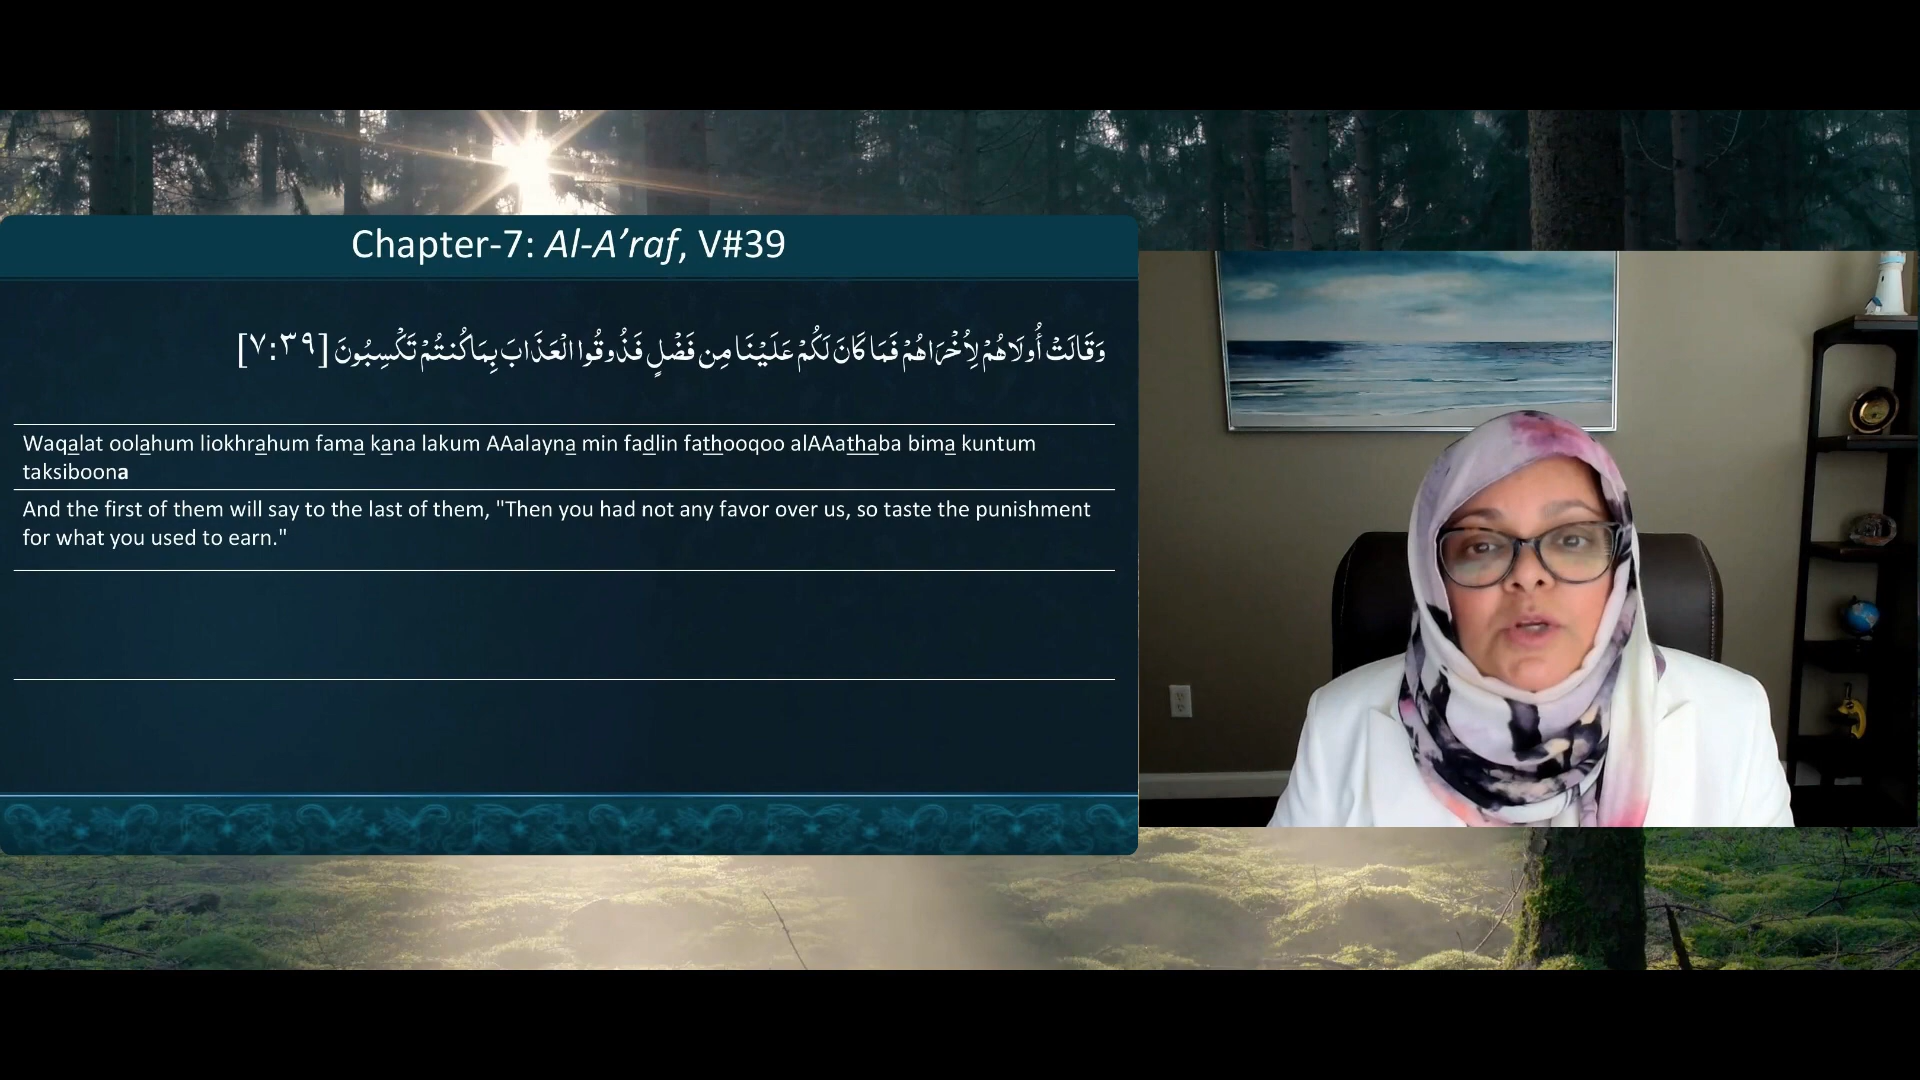 Chapter-7: Al-A’raf, V#39
وَقَالَتْ أُولَاهُمْ لِأُخْرَاهُمْ فَمَا كَانَ لَكُمْ عَلَيْنَا مِن فَضْلٍ فَذُوقُوا الْعَذَابَ بِمَا كُنتُمْ تَكْسِبُونَ [٧:٣٩]
Waqalat oolahum liokhrahum fama kana lakum AAalayna min fadlin fathooqoo alAAathaba bima kuntum
taksiboona
And the first of them will say to the last of them, "Then you had not any favor over us, so taste the punishment
for what you used to earn."